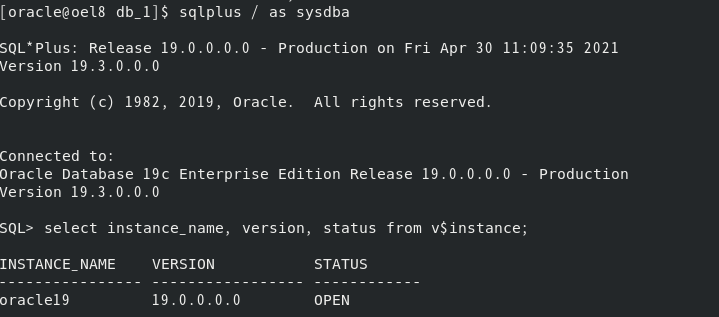 [oracle@oel8 db_1]$ sqlplus / as sysdba
SQL*Plus: Release 19.0.0.0.0 - Production on Fri Apr 30 11:09:35 2021
Version 19.3.0.0.0
Copyright (c) 1982, 2019, Oracle.  All rights reserved.
Connected to:
Oracle Database 19c Enterprise Edition Release 19.0.0.0.0 - Production
Version 19.3.0.0.0
SQL> select instance_name, version, status from v$instance;
INSTANCE_NAME    VERSION           STATUS
---------------- ----------------- ------------
oracle19         19.0.0.0.0        OPEN